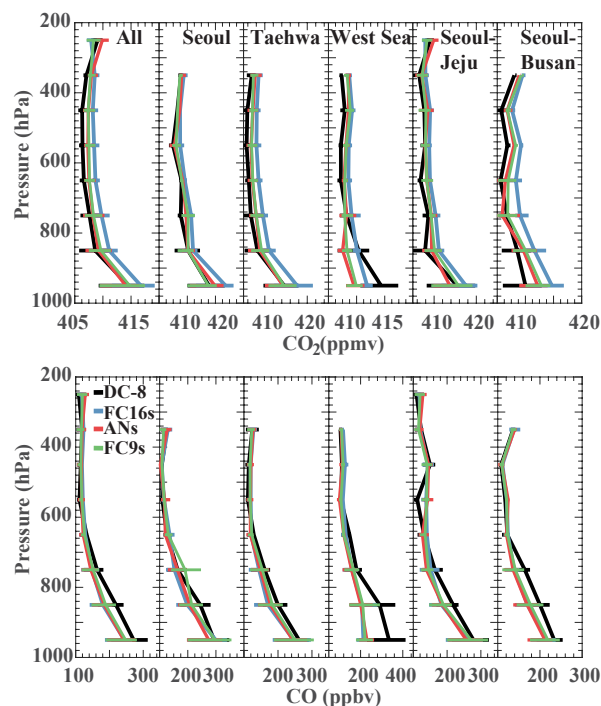 200
All
Seoul
Taehwa
West Sea
Seoul-
Jeju
Seoul-
Busan
400
600
800
1000
Pressure (hPa)
405 415 410 420 410 420 410 415 410 420 410 420
CO2(ppmv)
200
DC-8
FC16s
ANs
FC9s
400
600
800
1000
Pressure (hPa)
100 300 200 300 200 300 200 400 200 300 200 300
CO (ppbv)